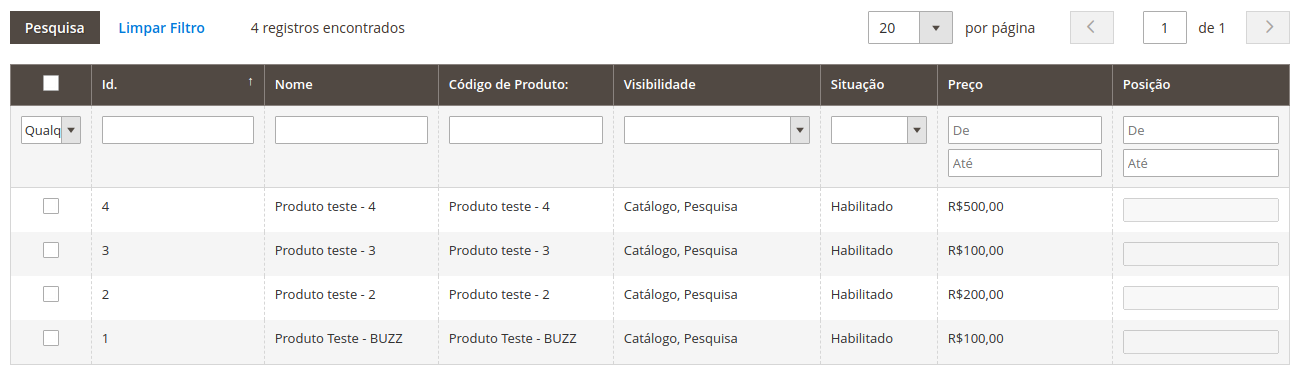 Pesquisa Limpar Filtro 4 registros encontrados 20 por página 1 de 1
Id. ↑ Nome Código de Produto: Visibilidade Situação Preço Posição
Qualq De De
Até Até
4 Produto teste - 4 Produto teste - 4 Catálogo, Pesquisa Habilitado R$500,00
3 Produto teste - 3 Produto teste - 3 Catálogo, Pesquisa Habilitado R$100,00
2 Produto teste - 2 Produto teste - 2 Catálogo, Pesquisa Habilitado R$200,00
1 Produto Teste - BUZZ Produto Teste - BUZZ Catálogo, Pesquisa Habilitado R$100,00